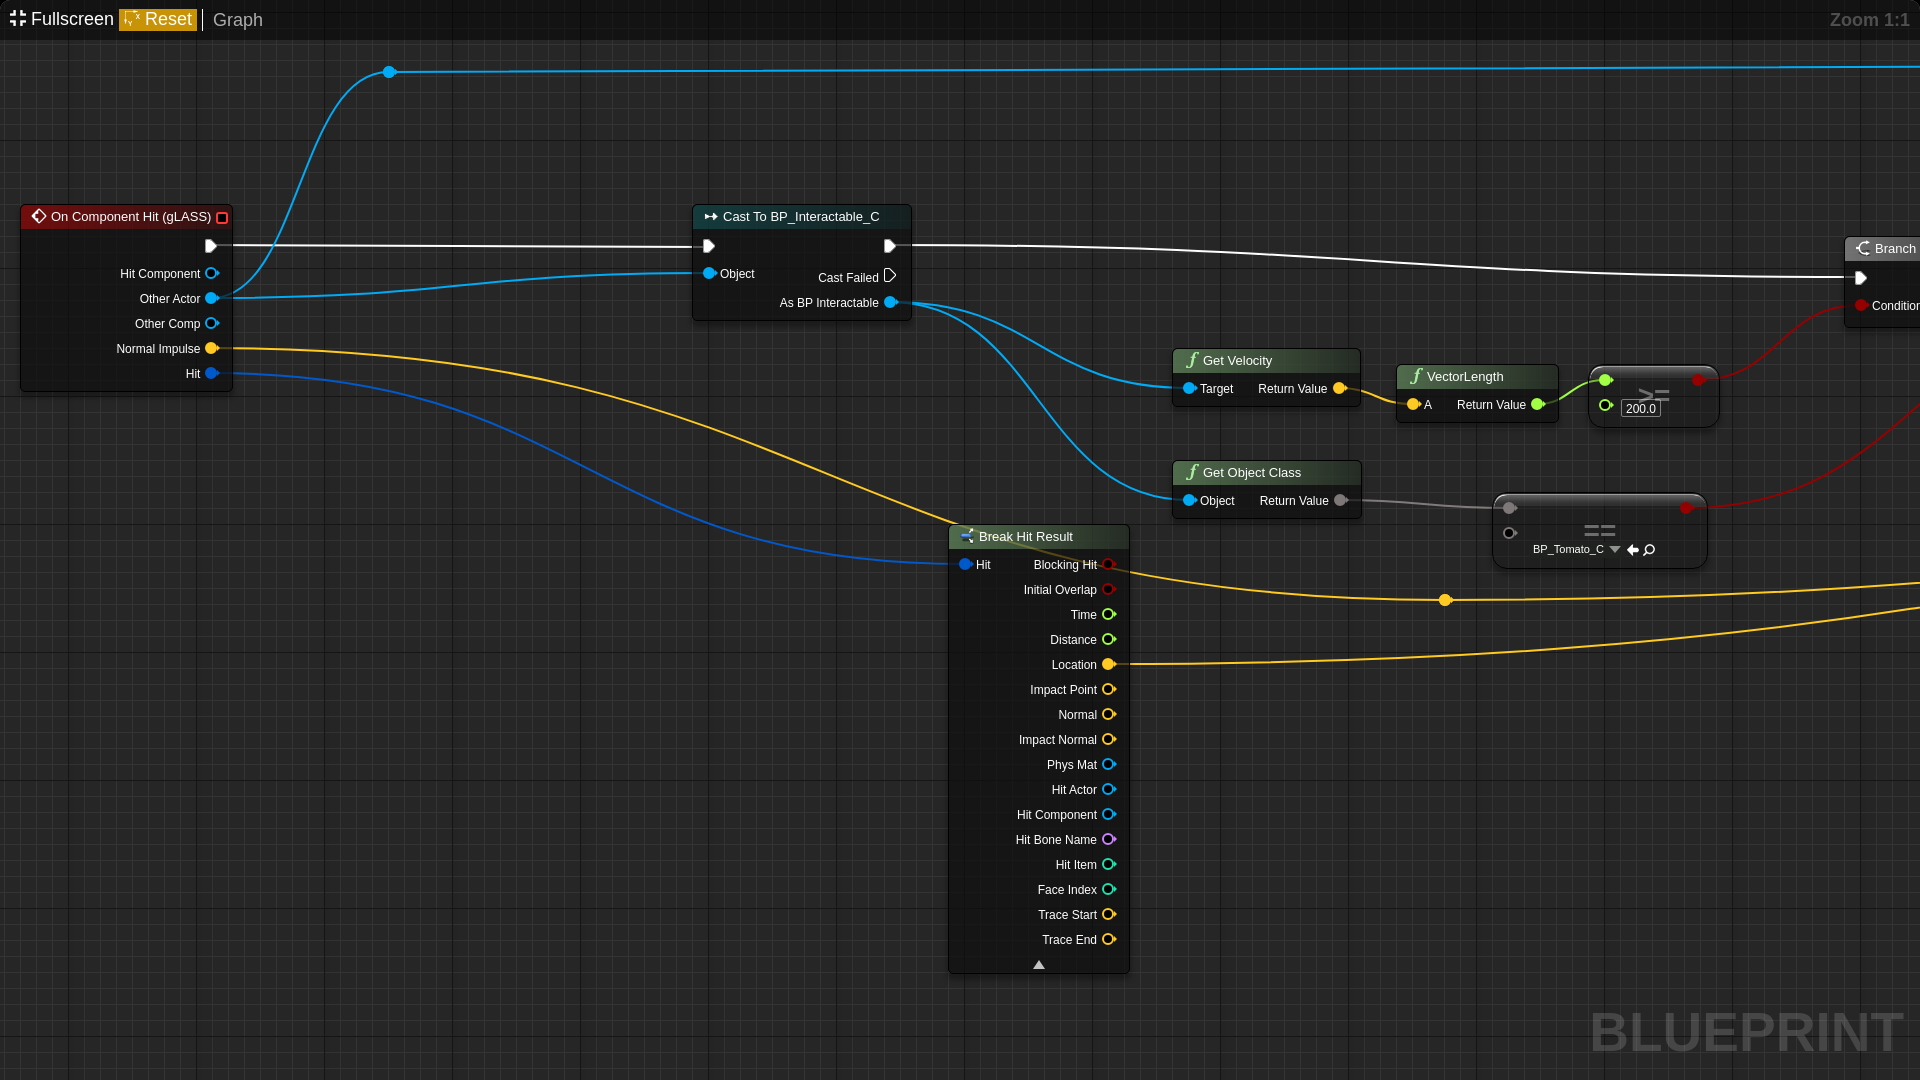 Fullscreen Reset Graph Zoom 1:1
On Component Hit (gLASS)
Hit Component
Other Actor
Other Comp
Normal Impulse
Hit
Cast To BP_Interactable_C
Object
Cast Failed
As BP Interactable
Branch
Condition
Get Velocity
Target Return Value
VectorLength
A Return Value
>=
200.0
Get Object Class
Object Return Value
==
BP_Tomato_C
Break Hit Result
Hit Blocking Hit
Initial Overlap
Time
Distance
Location
Impact Point
Normal
Impact Normal
Phys Mat
Hit Actor
Hit Component
Hit Bone Name
Hit Item
Face Index
Trace Start
Trace End
BLUEPRINT